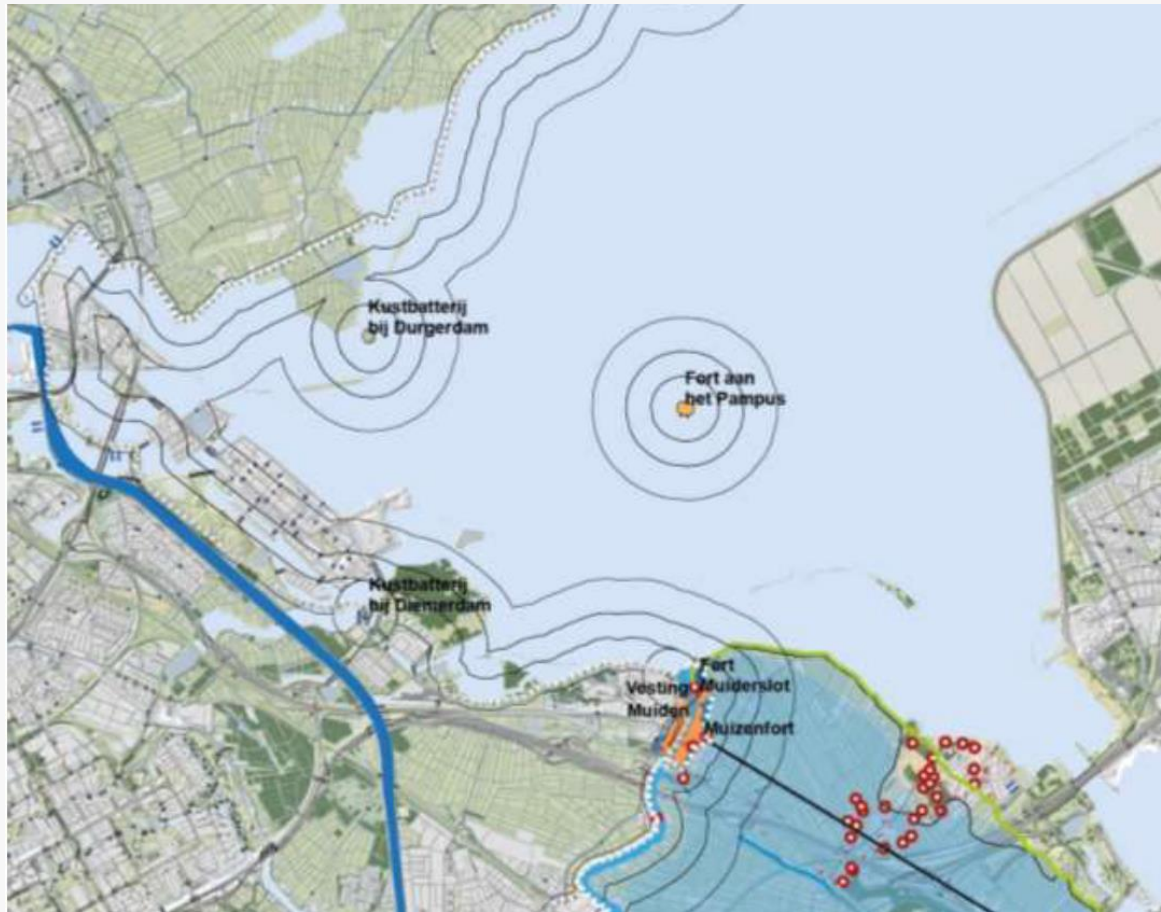 Kustbatterij
bij Durgerdam
Fort aan
het Pampus
Kustbatterij
bij Diemerdam
Fort
Muiderslot
Vesting
Muiden
Muizenfort